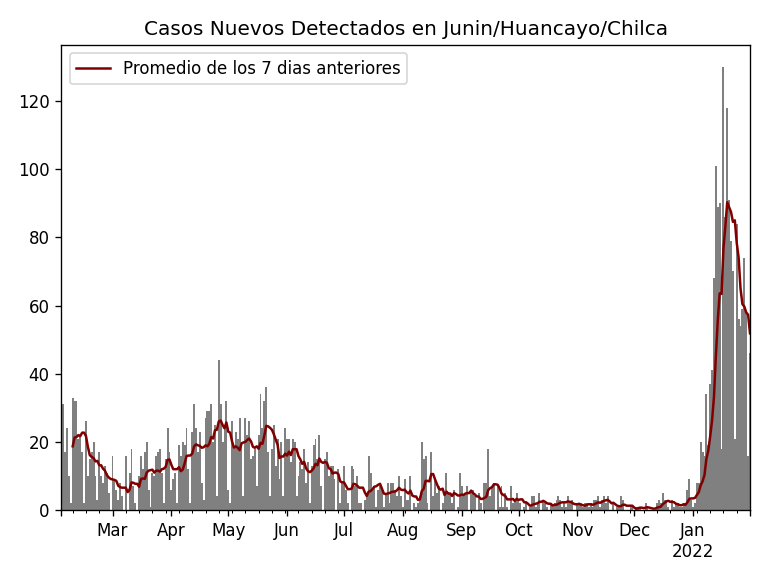 Casos Nuevos Detectados en Junin/Huancayo/Chilca
Promedio de los 7 dias anteriores
120
100
80
60
40
20
0
Mar Apr May Jun Jul Aug Sep Oct Nov Dec Jan
2022